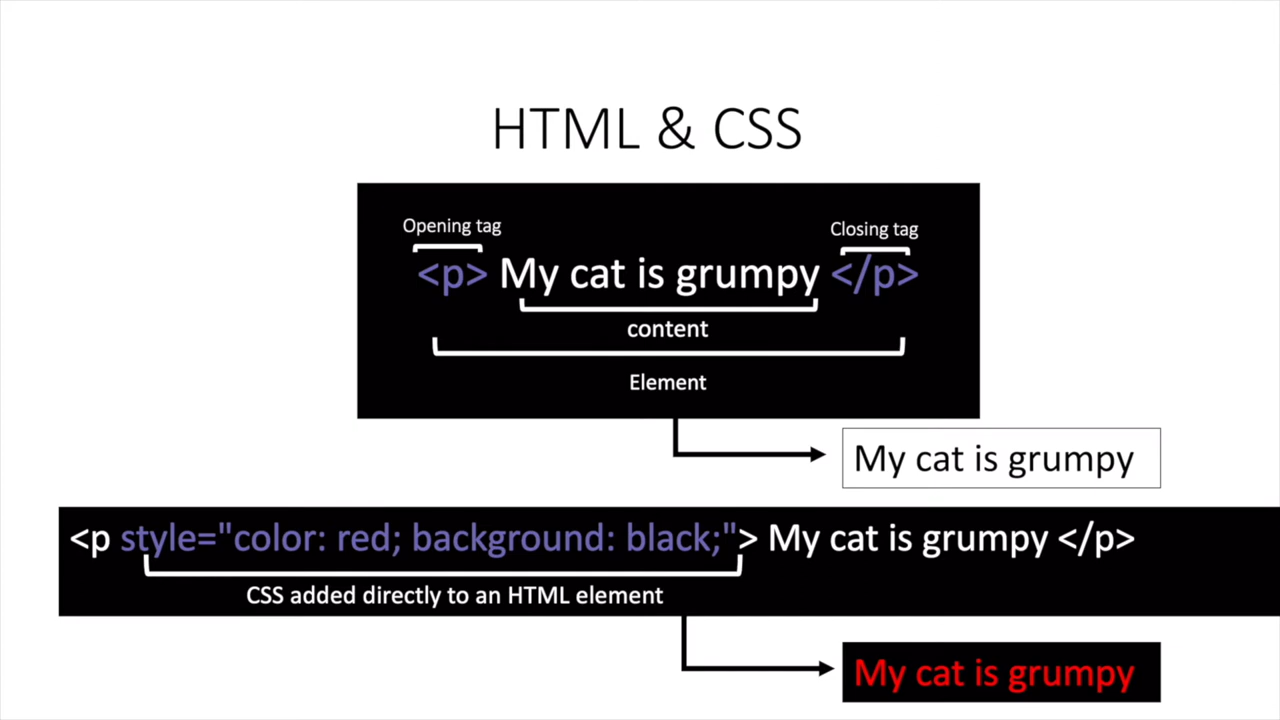 HTML & CSS
Opening tag
Closing tag
<p> My cat is grumpy </p>
content
Element
My cat is grumpy
<p style="color: red; background: black;"> My cat is grumpy </p>
CSS added directly to an HTML element
My cat is grumpy